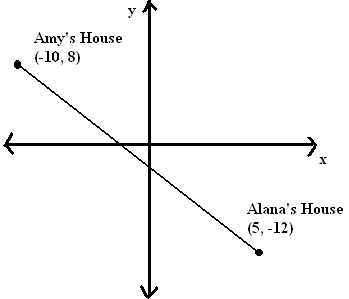 y
Amy's House
(-10, 8)
x
Alana's House
(5, -12)